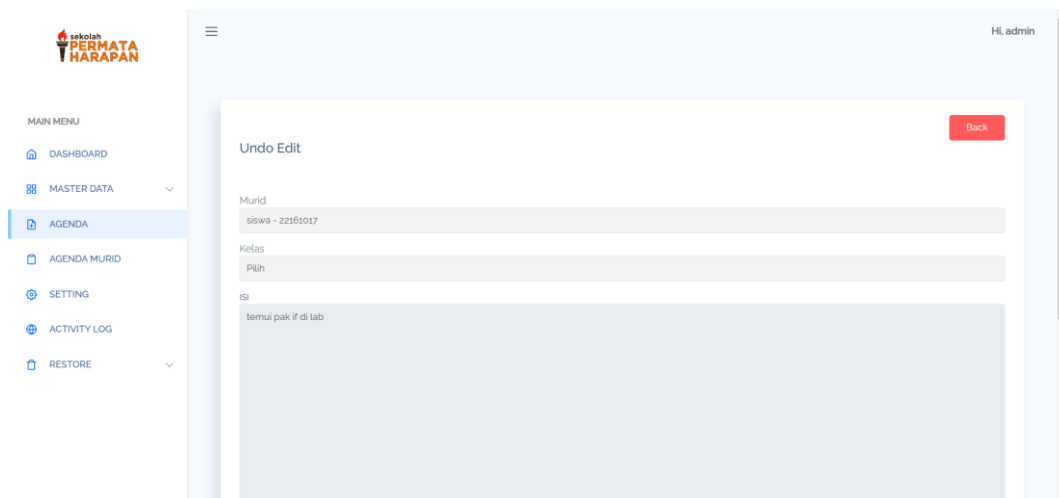 sekolah
PERMATA
HARAPAN
Hi, admin
MAIN MENU
DASHBOARD
MASTER DATA
AGENDA
AGENDA MURID
SETTING
ACTIVITY LOG
RESTORE
Back
Undo Edit
Murid
siswa - 22161017
Kelas
Pilih
ISI
temui pak if di lab